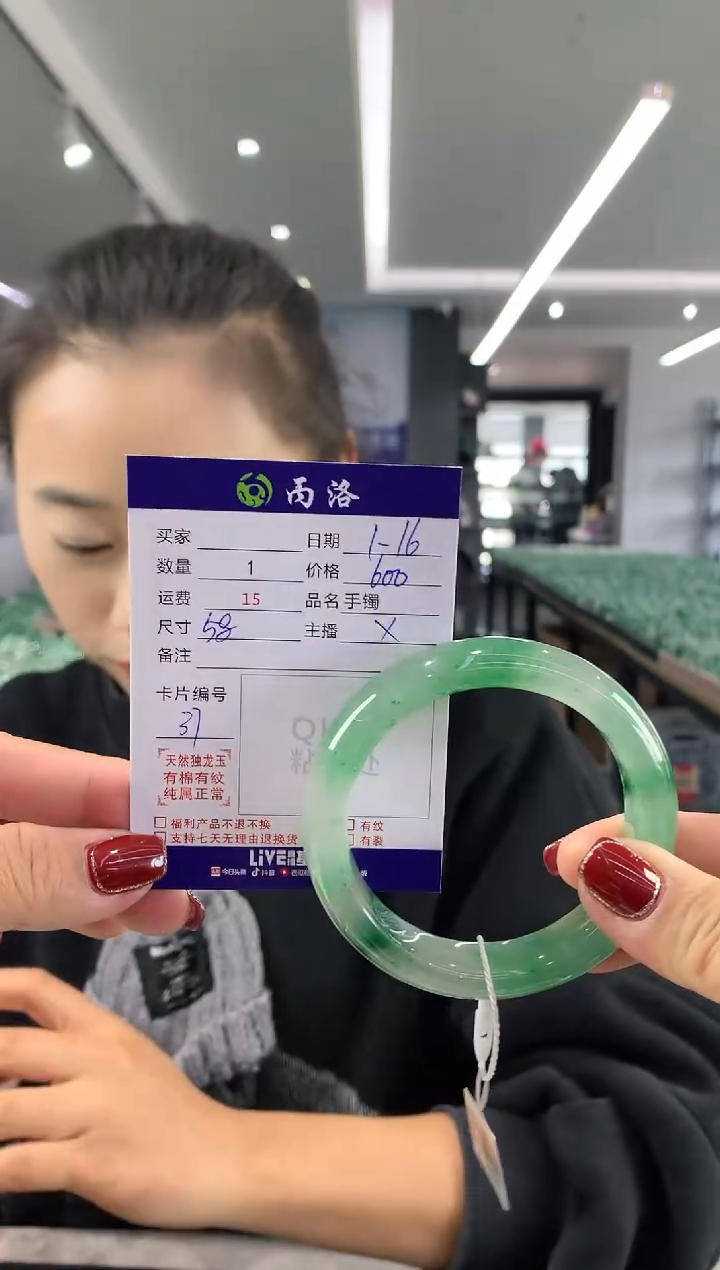 丙洛
买家 日期 1-16
数量 1 价格 600
运费 15 品名 手镯
尺寸 58 主播 X
备注
卡片编号
37
天然独龙玉
有棉有纹
纯属正常
福利产品不退不换 有纹
支持七天无理由退换货 有裂
LIVE
今日头条 抖音